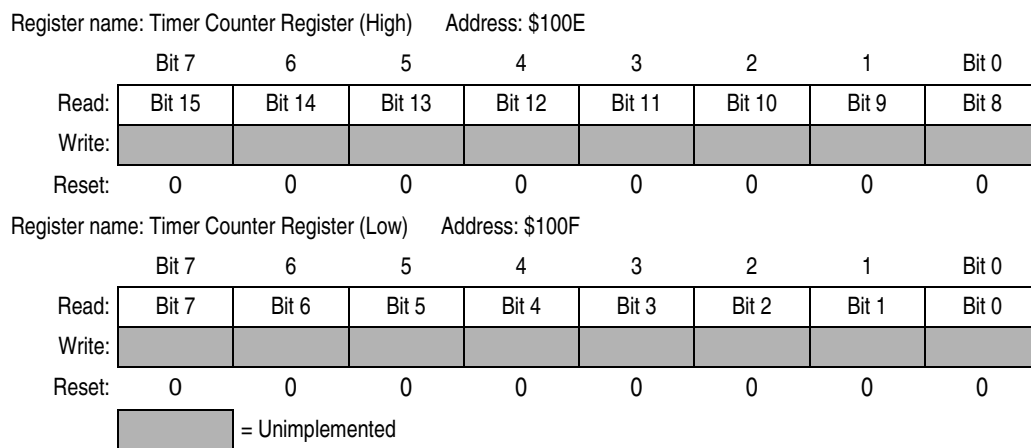 Register name: Timer Counter Register (High) Address: $100E
Bit 7 6 5 4 3 2 1 Bit 0
Read: Bit 15 Bit 14 Bit 13 Bit 12 Bit 11 Bit 10 Bit 9 Bit 8
Write:
Reset: 0 0 0 0 0 0 0 0
Register name: Timer Counter Register (Low) Address: $100F
Bit 7 6 5 4 3 2 1 Bit 0
Read: Bit 7 Bit 6 Bit 5 Bit 4 Bit 3 Bit 2 Bit 1 Bit 0
Write:
Reset: 0 0 0 0 0 0 0 0
= Unimplemented